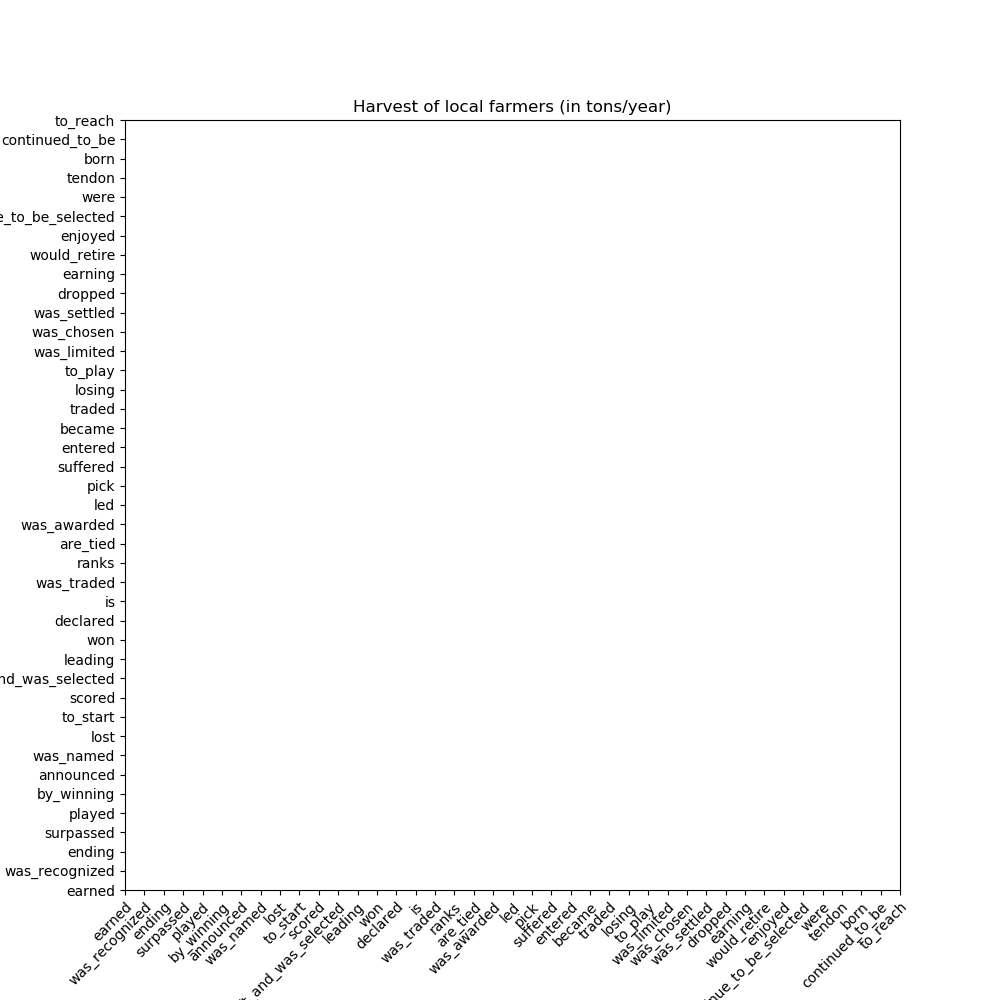 Harvest of local farmers (in tons/year)
to_reach
continued_to_be
born
tendon
were
e_to_be_selected
enjoyed
would_retire
earning
dropped
was_settled
was_chosen
was_limited
to_play
losing
traded
became
entered
suffered
pick
led
was_awarded
are_tied
ranks
was_traded
is
declared
won
leading
nd_was_selected
scored
to_start
lost
was_named
announced
by_winning
played
surpassed
ending
was_recognized
earned
earned
was_recognized
ending
surpassed
played
by_winning
announced
was_named
lost
to_start
scored
and_was_selected
leading
won
declared
is
was_traded
ranks
are_tied
was_awarded
led
pick
suffered
entered
became
traded
losing
to_play
was_limited
was_chosen
was_settled
dropped
earning
would_retire
enjoyed
nue_to_be_selected
were
tendon
born
continued_to_be
to_reach